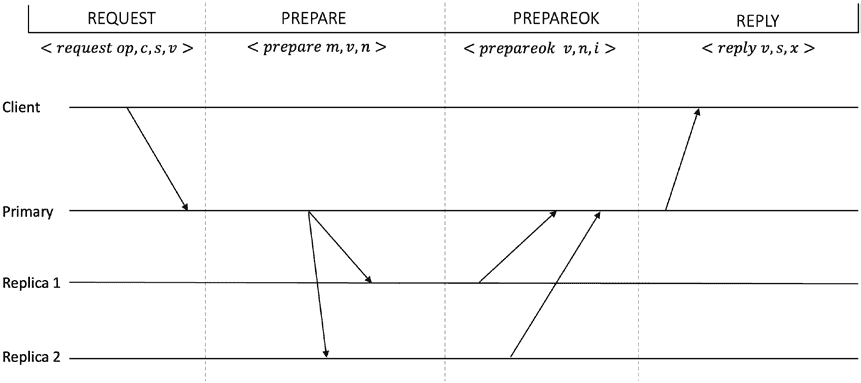 REQUEST PREPARE PREPAREOK REPLY
< request op, c, s, v > < prepare m, v, n > < prepareok v, n, i > < reply v, s, x >
Client
Primary
Replica 1
Replica 2